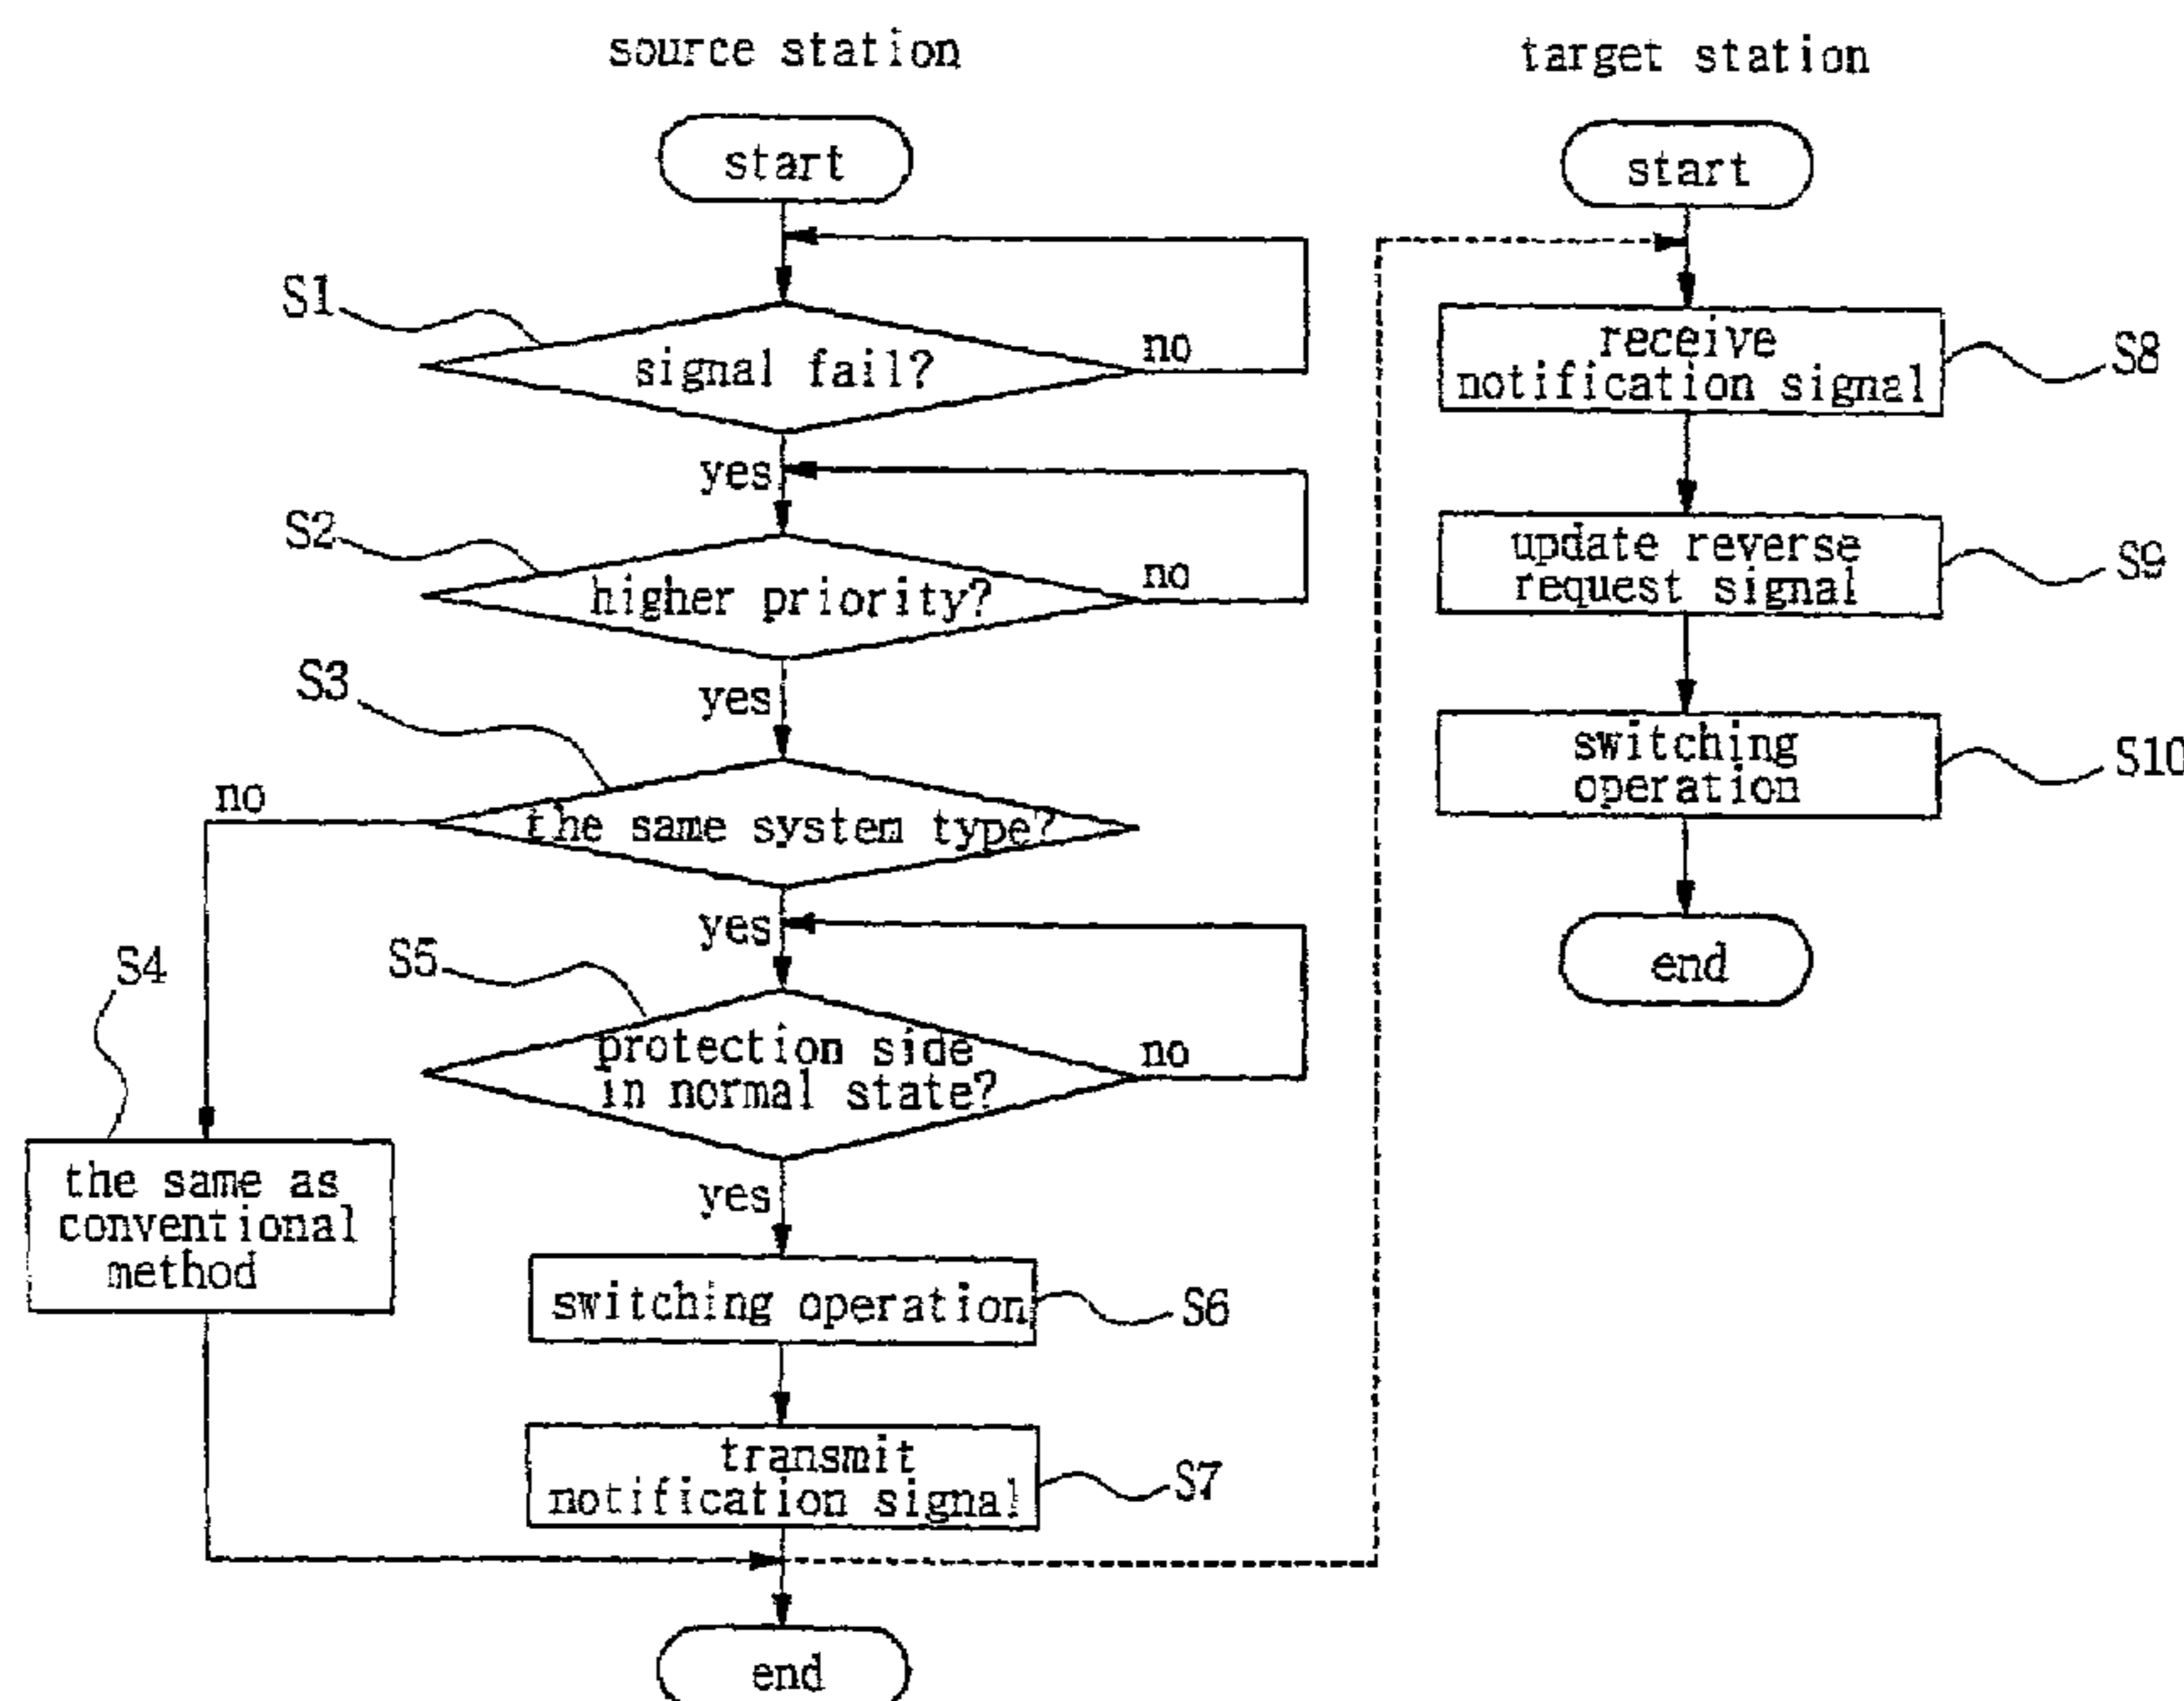 source station
start
S1
signal fail?
no
yes
S2
higher priority?
no
yes
S3
the same system type?
no
yes
S4
the same as
conventional
method
S5
protection side
in normal state?
no
yes
switching operation
S6
transmit
notification signal
S7
end
target station
start
receive
notification signal
S8
update reverse
request signal
S9
switching
operation
S10
end